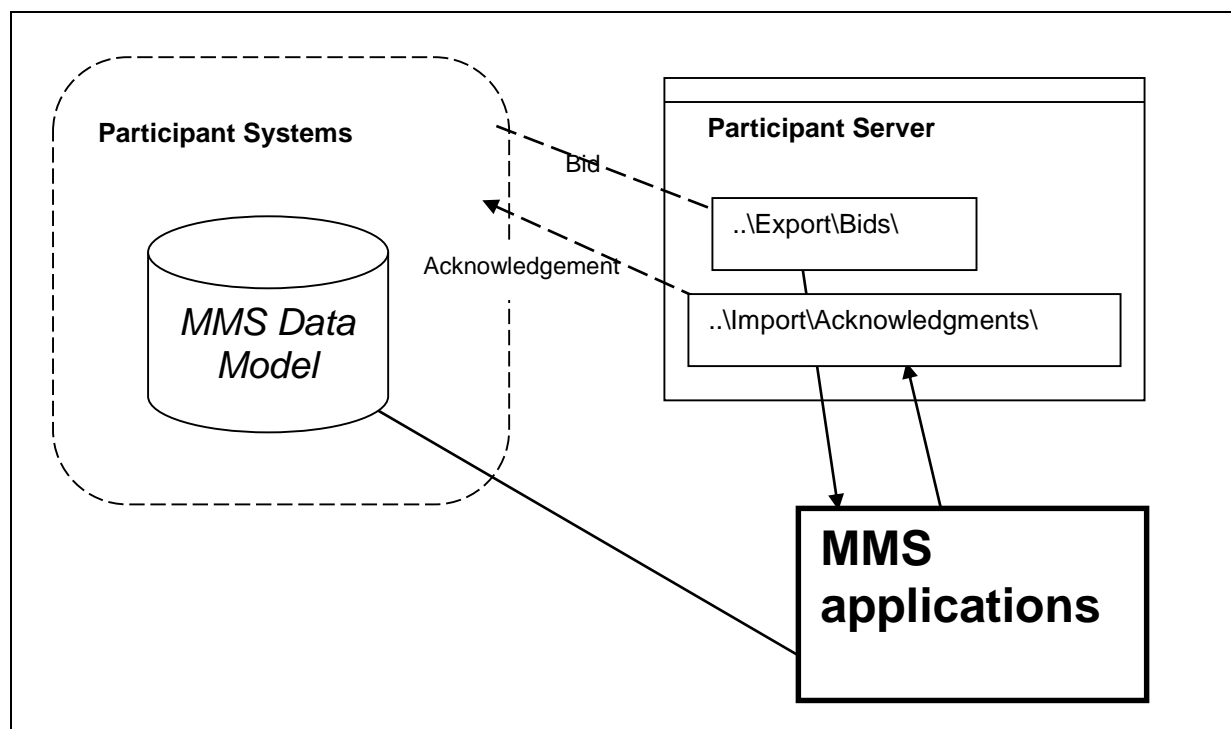 Participant Systems
Participant Server
Bid
..\Export\Bids\
Acknowledgement
..\Import\Acknowledgments\
MMS Data
Model
MMS
applications